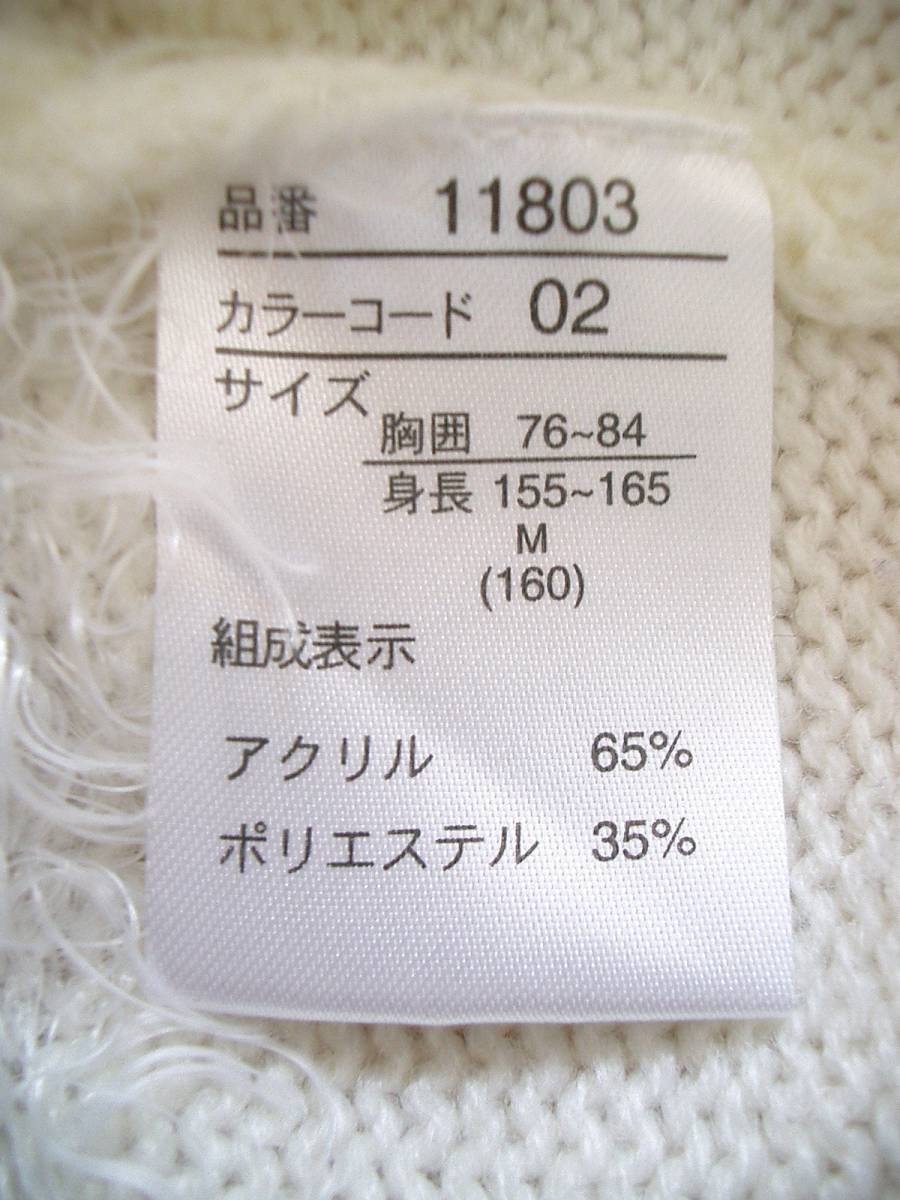 品番 11803
カラーコード 02
サイズ
胸囲 76~84
身長 155~165
M
(160)
組成表示
アクリル 65%
ポリエステル 35%